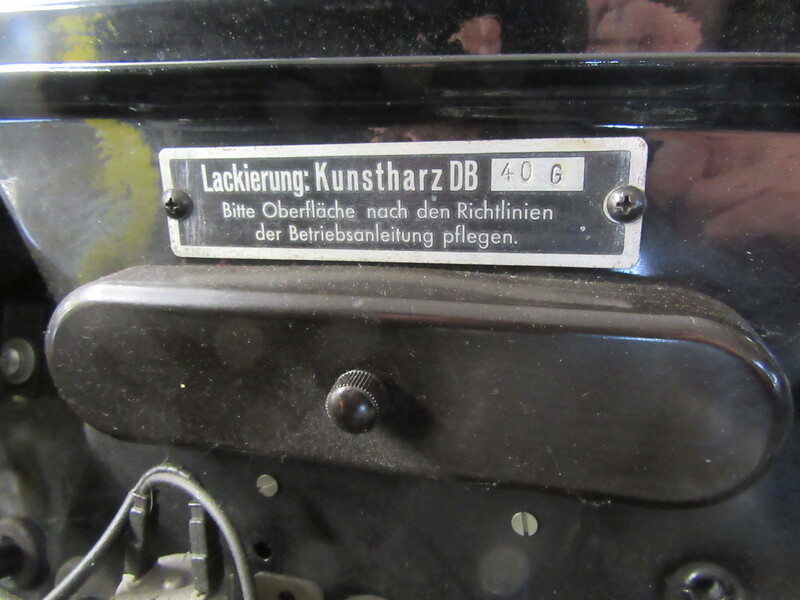 Lackierung: Kunstharz DB 40 G
Bitte Oberfläche nach den Richtlinien
der Betriebsanleitung pflegen.